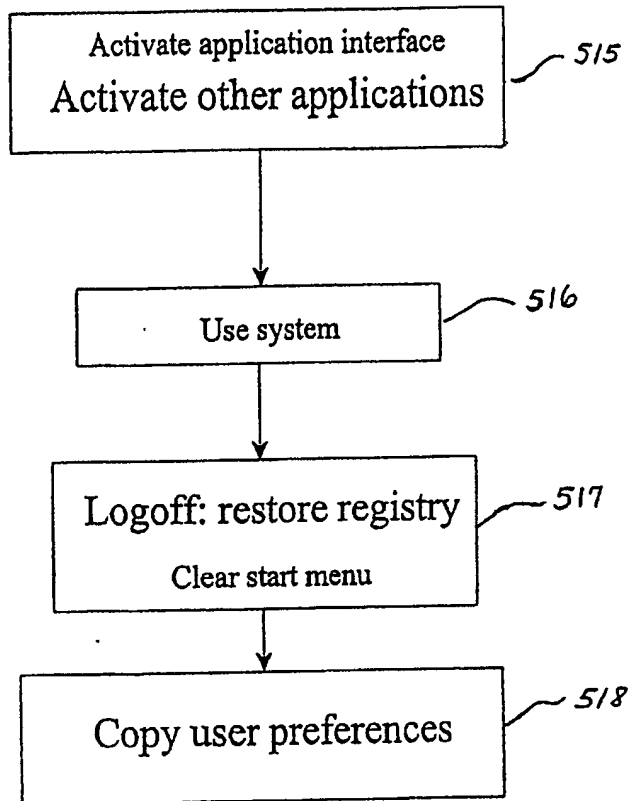 Activate application interface
515
Activate other applications
516
Use system
Logoff: restore registry
517
Clear start menu
518
Copy user preferences